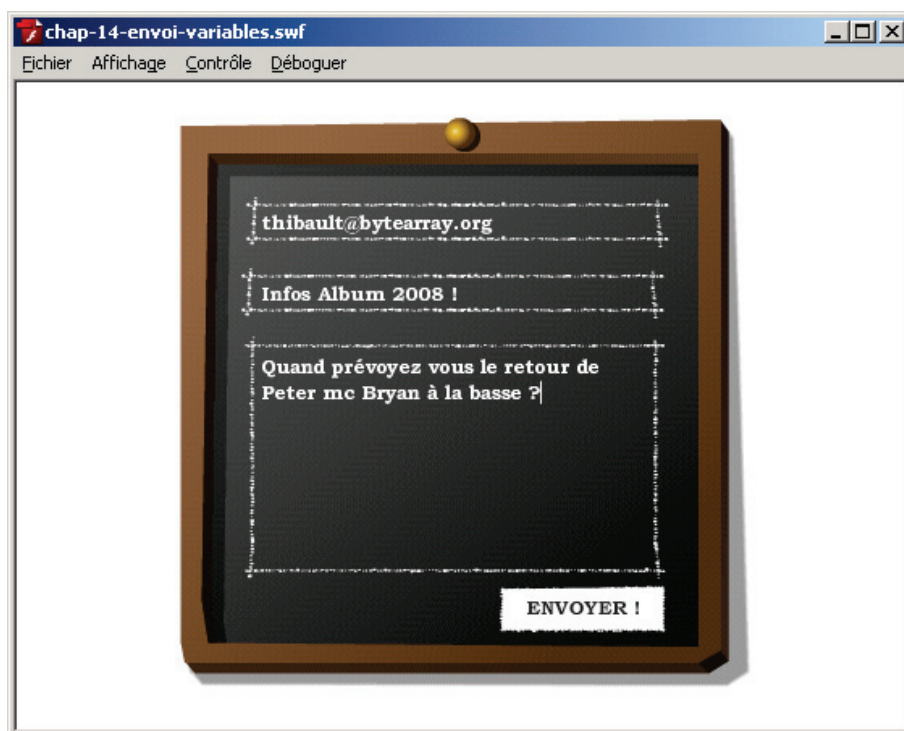 chap-14-envoi-variables.swf
Fichier Affichage Contrôle Déboguer
thibault@bytearray.org
Infos Album 2008 !
Quand prévoyez vous le retour de
Peter mc Bryan à la basse ?
ENVOYER !